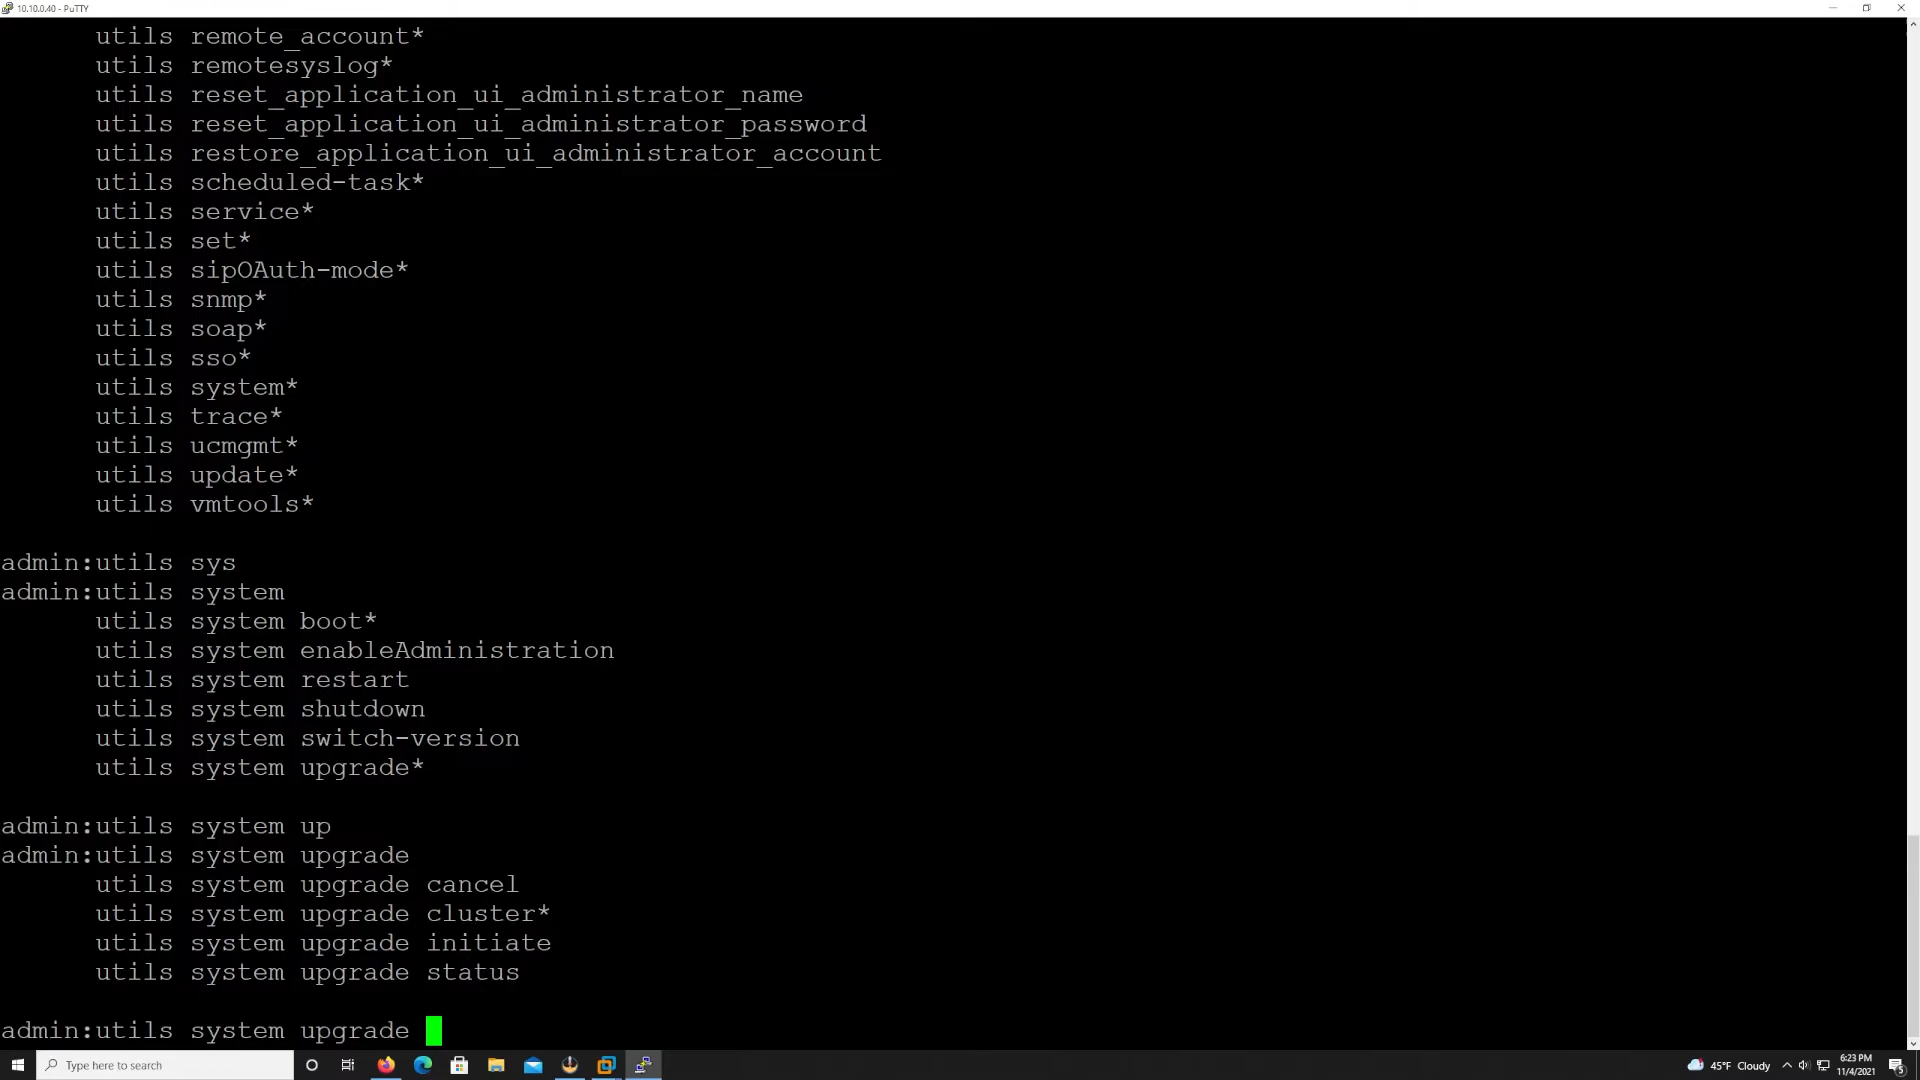 10.10.0.40 - PuTTY
utils remote_account*
utils remotesyslog*
utils reset_application_ui_administrator_name
utils reset_application_ui_administrator_password
utils restore_application_ui_administrator_account
utils scheduled-task*
utils service*
utils set*
utils sipOAuth-mode*
utils snmp*
utils soap*
utils sso*
utils system*
utils trace*
utils ucmgmt*
utils update*
utils vmtools*
admin:utils sys
admin:utils system
utils system boot*
utils system enableAdministration
utils system restart
utils system shutdown
utils system switch-version
utils system upgrade*
admin:utils system up
admin:utils system upgrade
utils system upgrade cancel
utils system upgrade cluster*
utils system upgrade initiate
utils system upgrade status
admin:utils system upgrade
Type here to search
45°F Cloudy
6:23 PM
11/4/2021
5